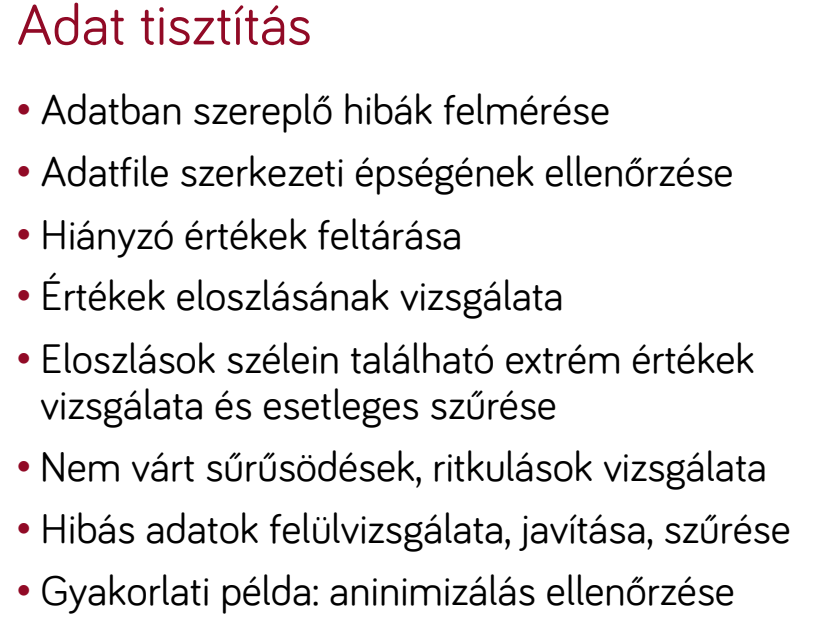 Adat tisztítás
• Adatban szereplő hibák felmérése
• Adatfile szerkezeti épségének ellenőrzése
• Hiányzó értékek feltárása
• Értékek eloszlásának vizsgálata
• Eloszlások szélein található extrém értékek
vizsgálata és esetleges szűrése
• Nem várt sűrűsödések, ritkulások vizsgálata
• Hibás adatok felülvizsgálata, javítása, szűrése
• Gyakorlati példa: aninimizálás ellenőrzése